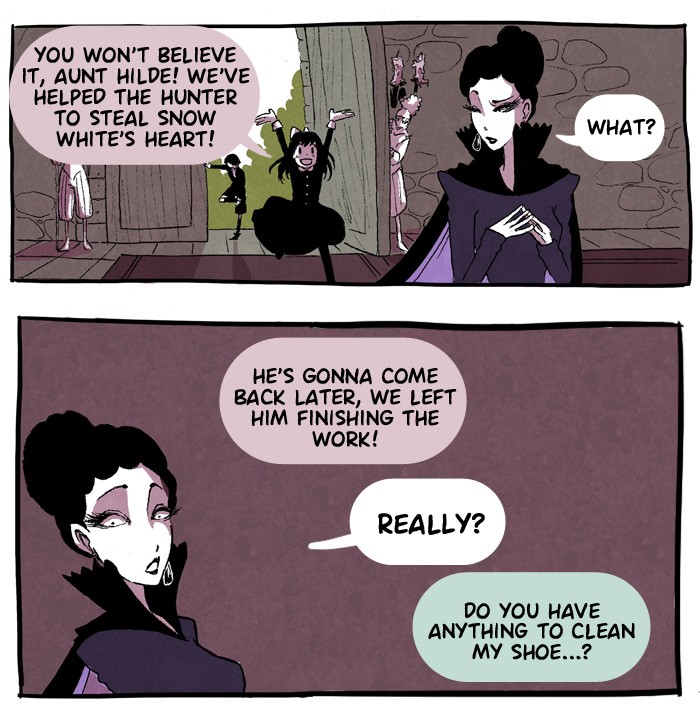 YOU WON'T BELIEVE
IT, AUNT HILDE! WE'VE
HELPED THE HUNTER
TO STEAL SNOW
WHITE'S HEART!
WHAT?
HE'S GONNA COME
BACK LATER, WE LEFT
HIM FINISHING THE
WORK!
REALLY?
DO YOU HAVE
ANYTHING TO CLEAN
MY SHOE...?